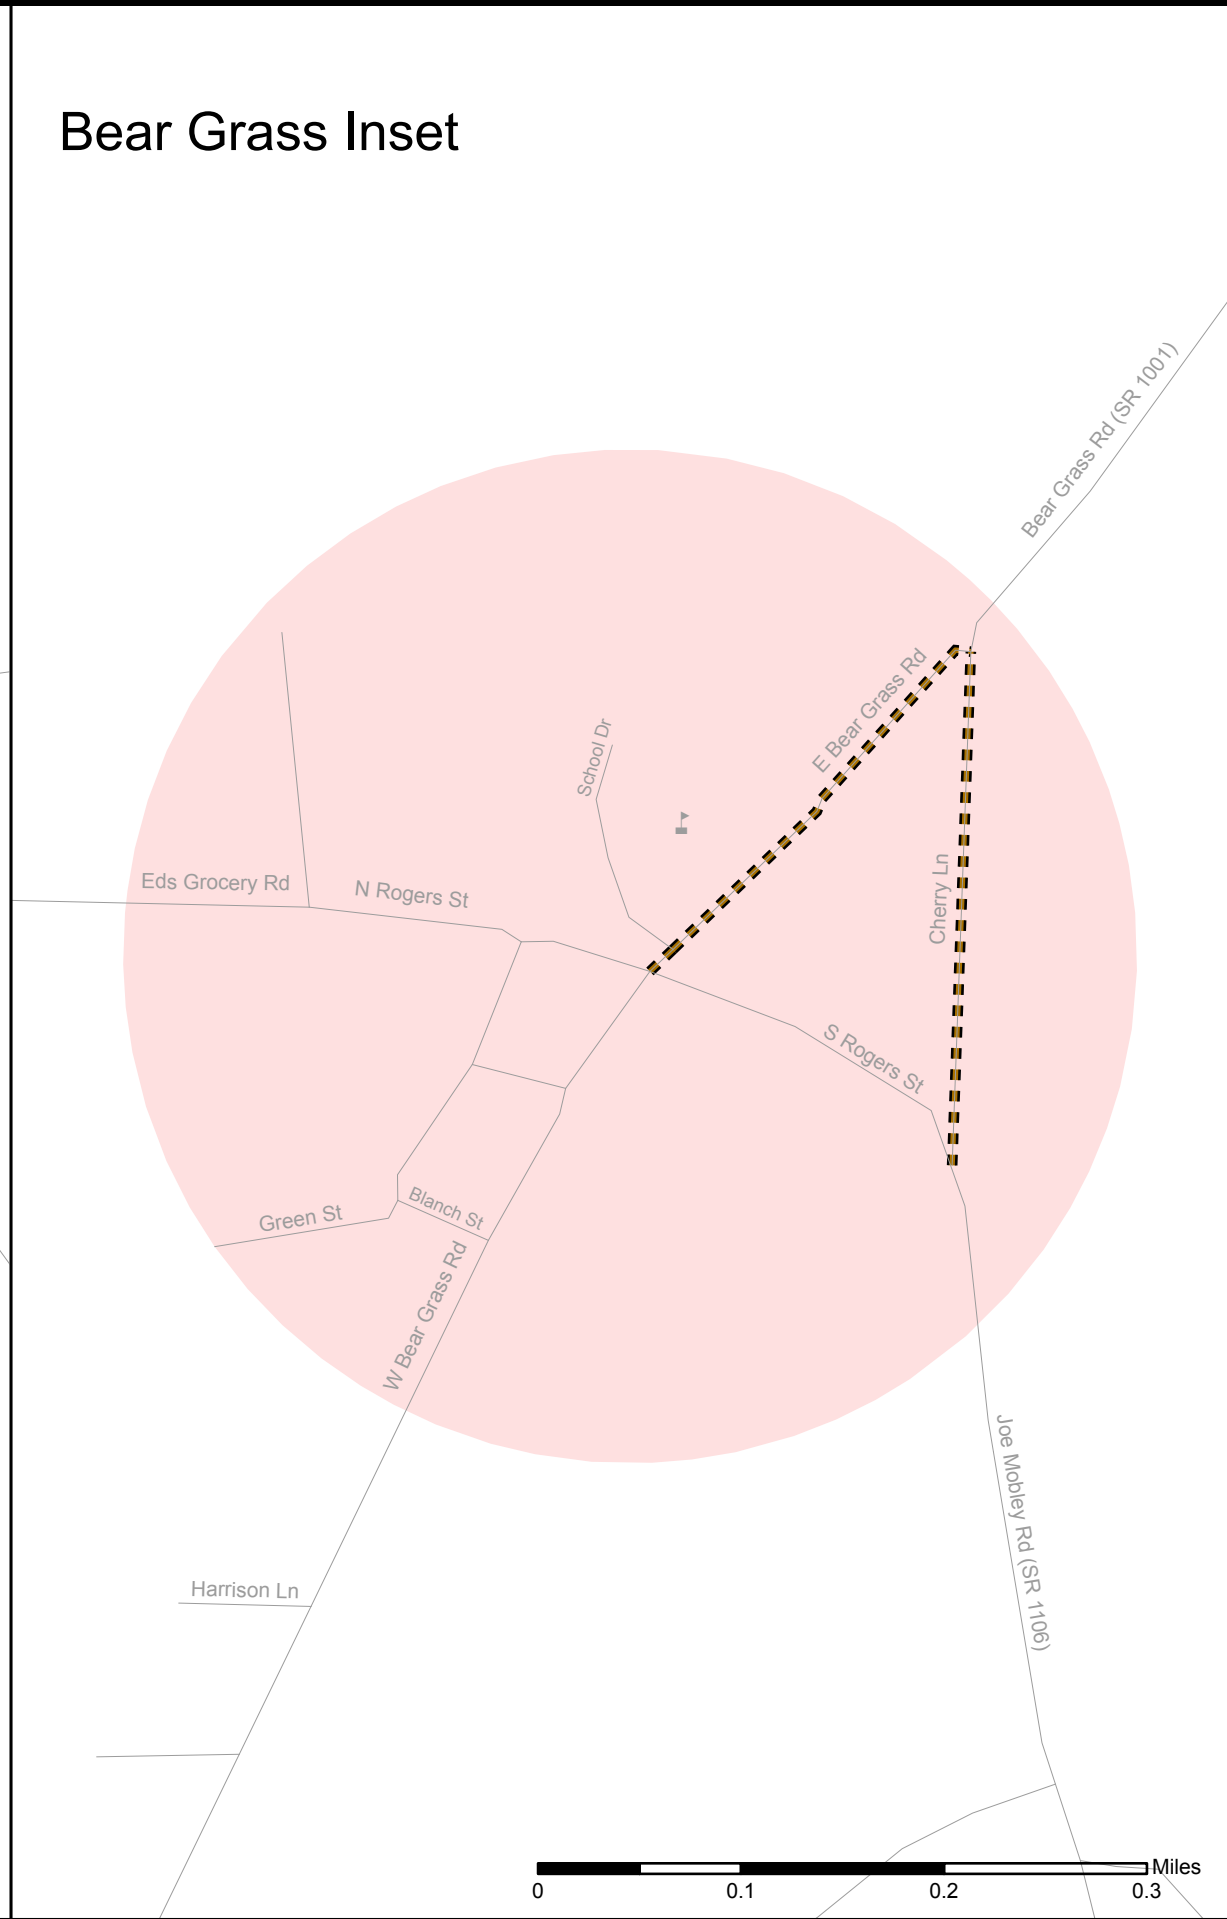 Bear Grass Inset
Bear Grass Rd (SR 1001)
E Bear Grass Rd
School Dr
Cherry Ln
Eds Grocery Rd
N Rogers St
S Rogers St
Blanch St
Green St
W Bear Grass Rd
Joe Mobley Rd (SR 1106)
Harrison Ln
Miles
0 0.1 0.2 0.3